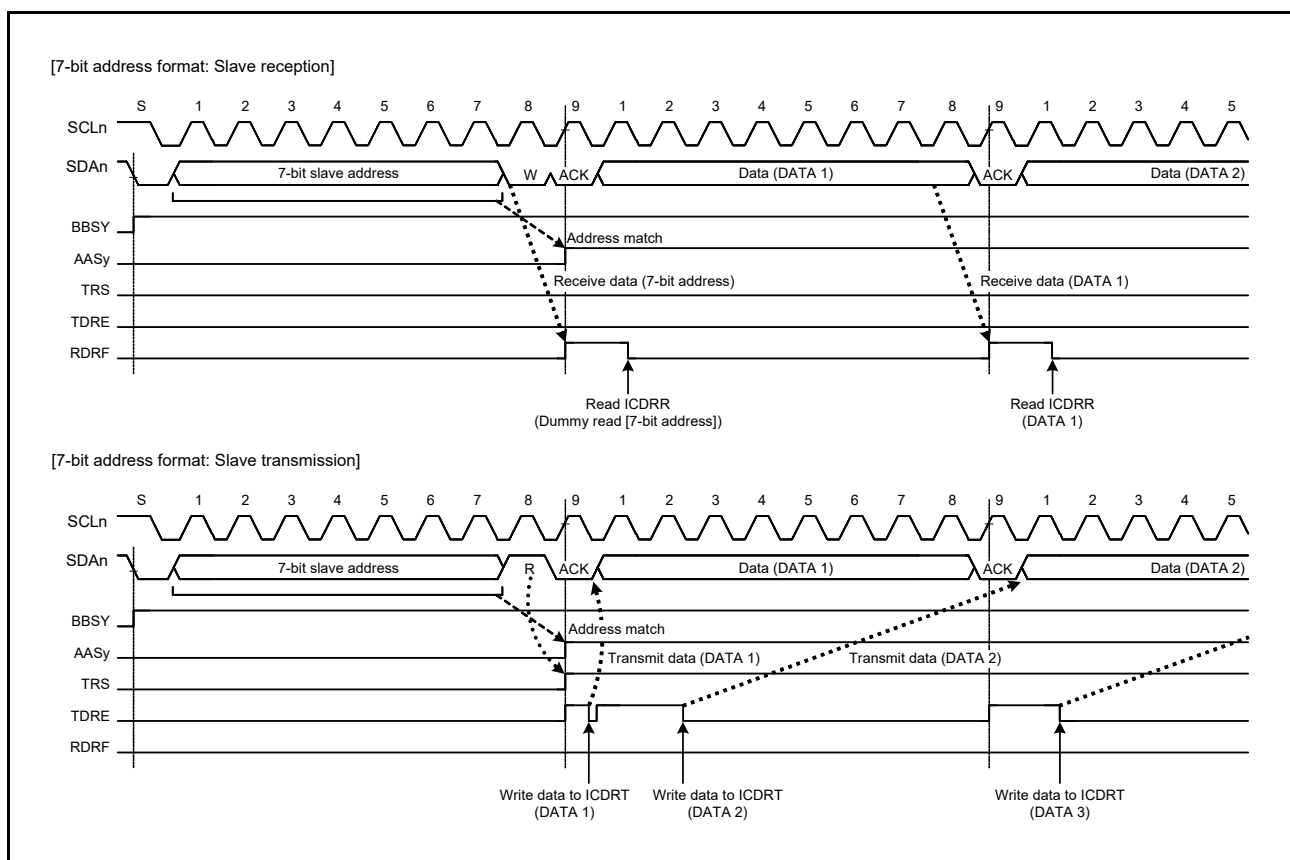 [7-bit address format: Slave reception]
S 1 2 3 4 5 6 7 8 9 1 2 3 4 5 6 7 8 9 1 2 3 4 5
SCLn
SDAn 7-bit slave address W ACK Data (DATA 1) ACK Data (DATA 2)
BBSY
Address match
AASy
Receive data (7-bit address) Receive data (DATA 1)
TRS
TDRE
RDRF
Read ICDRR Read ICDRR
(Dummy read [7-bit address]) (DATA 1)
[7-bit address format: Slave transmission]
S 1 2 3 4 5 6 7 8 9 1 2 3 4 5 6 7 8 9 1 2 3 4 5
SCLn
SDAn 7-bit slave address R ACK Data (DATA 1) ACK Data (DATA 2)
BBSY
Address match
AASy
Transmit data (DATA 1) Transmit data (DATA 2)
TRS
TDRE
RDRF
Write data to ICDRT Write data to ICDRT Write data to ICDRT
(DATA 1) (DATA 2) (DATA 3)